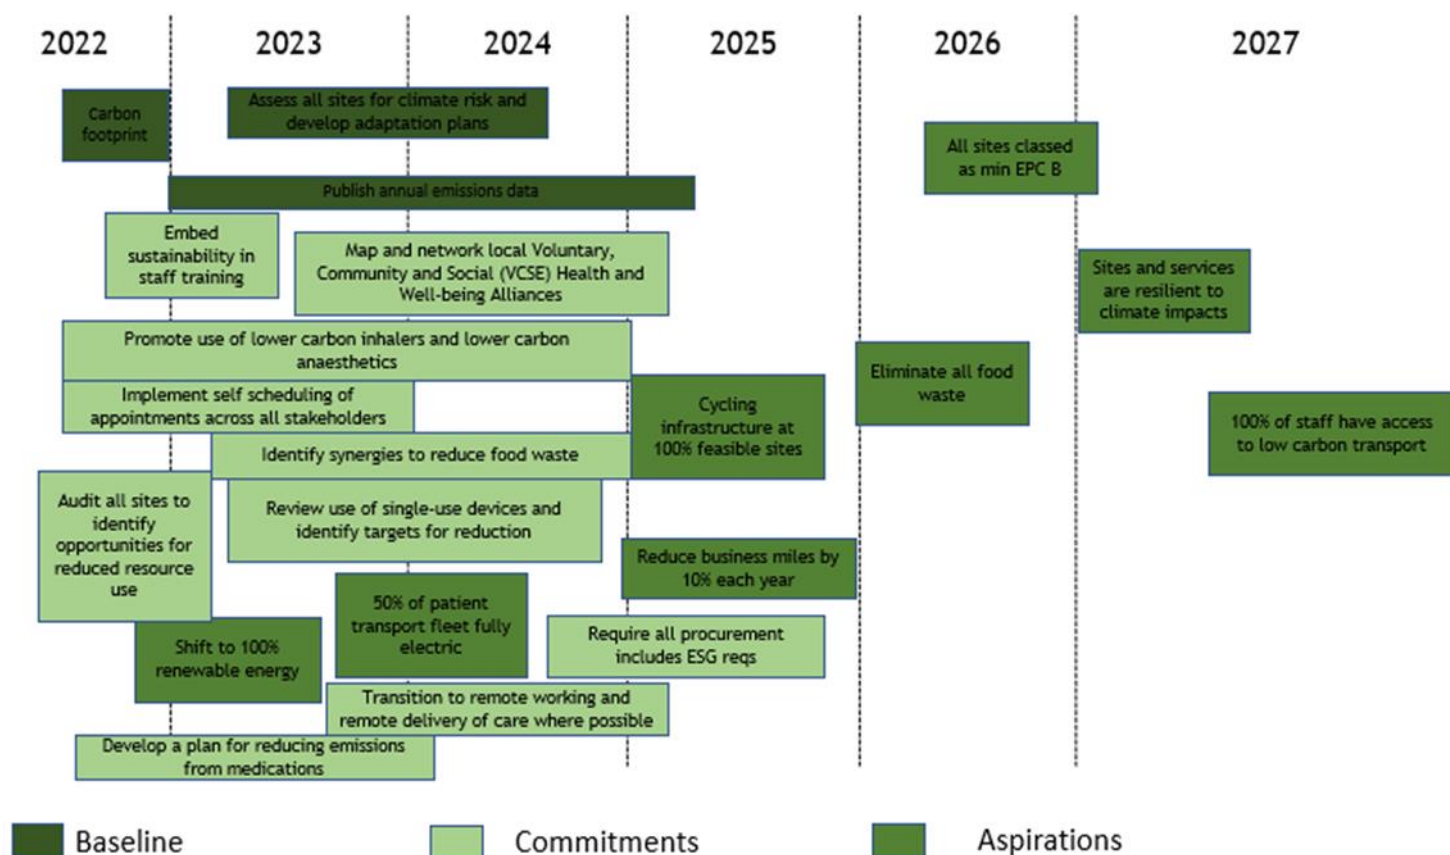 2022
2023
2024
2025
2026
2027
Carbon
footprint
Assess all sites for climate risk and
develop adaptation plans
All sites classed
as min EPC B
Publish annual emissions data
Embed
sustainability in
staff training
Map and network local Voluntary,
Community and Social (VCSE) Health and
Well-being Alliances
Sites and services
are resilient to
climate impacts
Promote use of lower carbon inhalers and lower carbon
anaesthetics
Eliminate all food
waste
Implement self scheduling of
appointments across all stakeholders
Cycling
infrastructure at
100% feasible sites
100% of staff have access
to low carbon transport
Identify synergies to reduce food waste
Audit all sites to
identify
opportunities for
reduced resource
use
Review use of single-use devices and
identify targets for reduction
Reduce business miles by
10% each year
50% of patient
transport fleet fully
electric
Shift to 100%
renewable energy
Require all procurement
includes ESG reqs
Transition to remote working and
remote delivery of care where possible
Develop a plan for reducing emissions
from medications
Baseline
Commitments
Aspirations